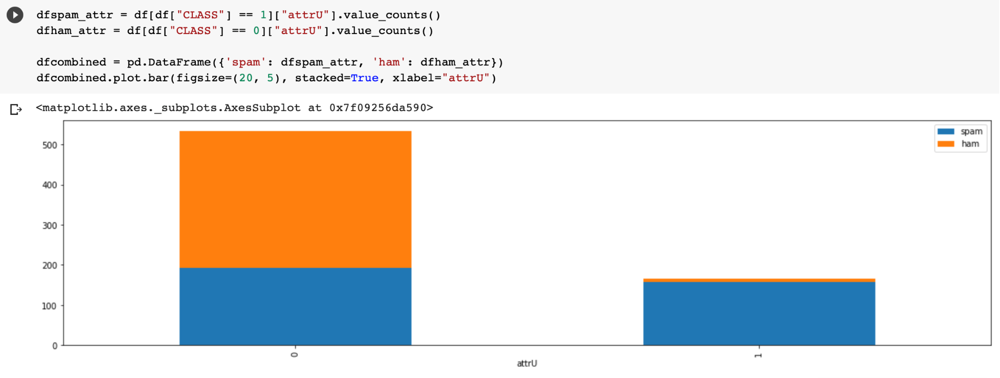 dfspam_attr = df[df["CLASS"] == 1]["attrU"].value_counts()
dfham_attr = df[df["CLASS"] == 0]["attrU"].value_counts()
dfcombined = pd.DataFrame({'spam': dfspam_attr, 'ham': dfham_attr})
dfcombined.plot.bar(figsize=(20, 5), stacked=True, xlabel="attrU")
<matplotlib.axes._subplots.AxesSubplot at 0x7f09256da590>
spam
ham
500
400
300
200
100
0
0
1
attrU